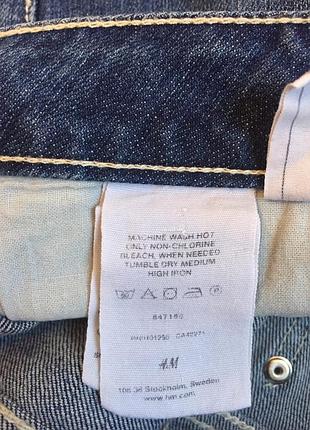 MACHINE WASH HOT
ONLY NON-CHLORINE
BLEACH, WHEN NEEDED
TUMBLE DRY MEDIUM
HIGH IRON
H&M
106 38 Stockholm, Sweden
www.hm.com